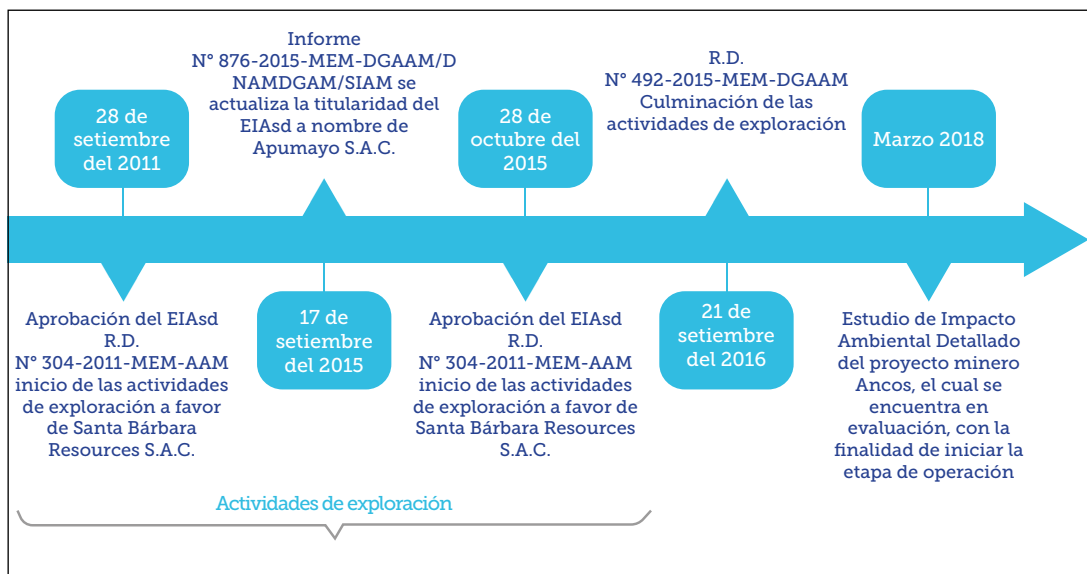 28 de
setiembre
del 2011
Aprobación del EIAsd
R.D.
N° 304-2011-MEM-AAM
inicio de las actividades
de exploración a favor
de Santa Bárbara
Resources S.A.C.
Informe
N° 876-2015-MEM-DGAAM/D
NAMDGAM/SIAM se
actualiza la titularidad del
EIAsd a nombre de
Apumayo S.A.C.
17 de
setiembre
del 2015
28 de
octubre del
2015
Aprobación del EIAsd
R.D.
N° 304-2011-MEM-AAM
inicio de las actividades
de exploración a favor de
Santa Bárbara Resources
S.A.C.
R.D.
N° 492-2015-MEM-DGAAM
Culminación de las
actividades de exploración
21 de
setiembre
del 2016
Marzo 2018
Estudio de Impacto
Ambiental Detallado
del proyecto minero
Ancos, el cual se
encuentra en
evaluación, con la
finalidad de iniciar la
etapa de operación
Actividades de exploración